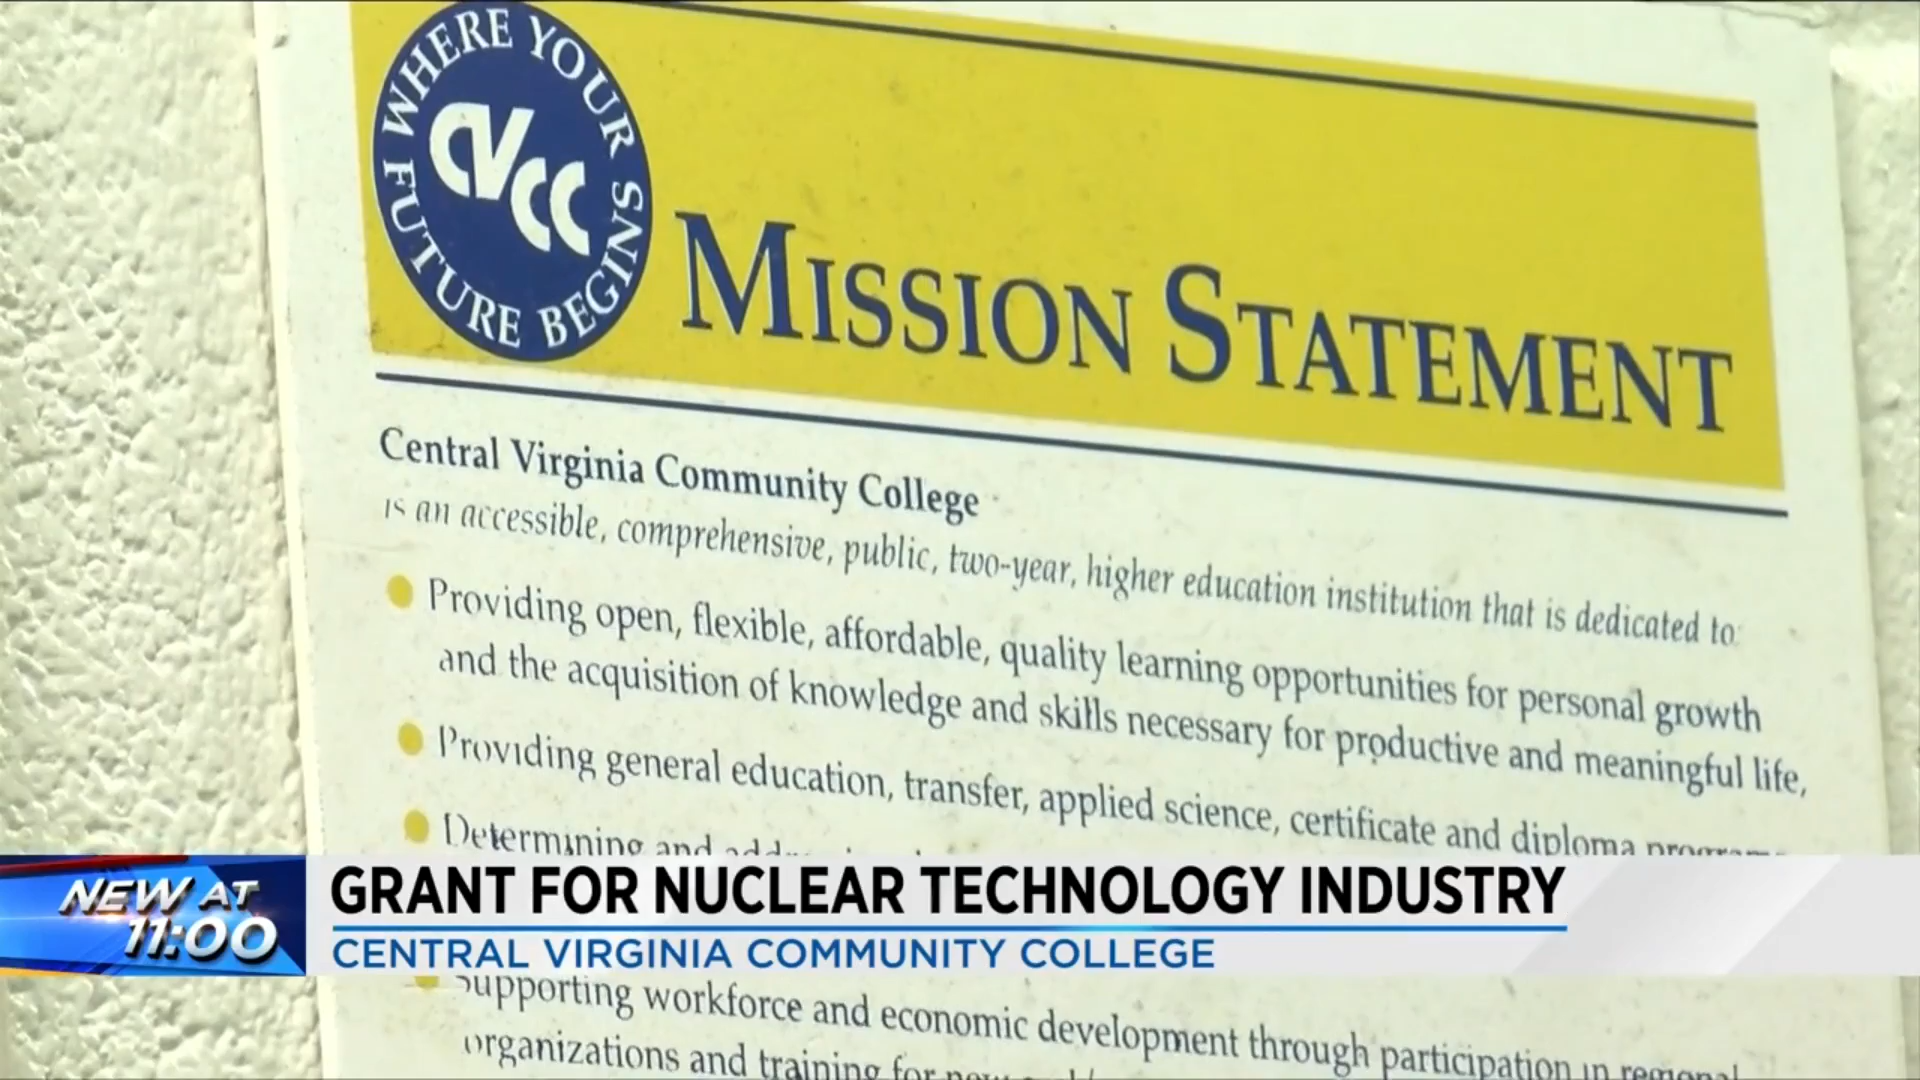 WHERE YOUR FUTURE BEGINS
CVCC
MISSION STATEMENT
Central Virginia Community College
is an accessible, comprehensive, public, two-year, higher education institution that is dedicated to:
Providing open, flexible, affordable, quality learning opportunities for personal growth
and the acquisition of knowledge and skills necessary for productive and meaningful life,
Providing general education, transfer, applied science, certificate and diploma
Determining and
NEW AT
11:00
GRANT FOR NUCLEAR TECHNOLOGY INDUSTRY
CENTRAL VIRGINIA COMMUNITY COLLEGE
Supporting workforce and economic development through participation in regional
organizations and training for